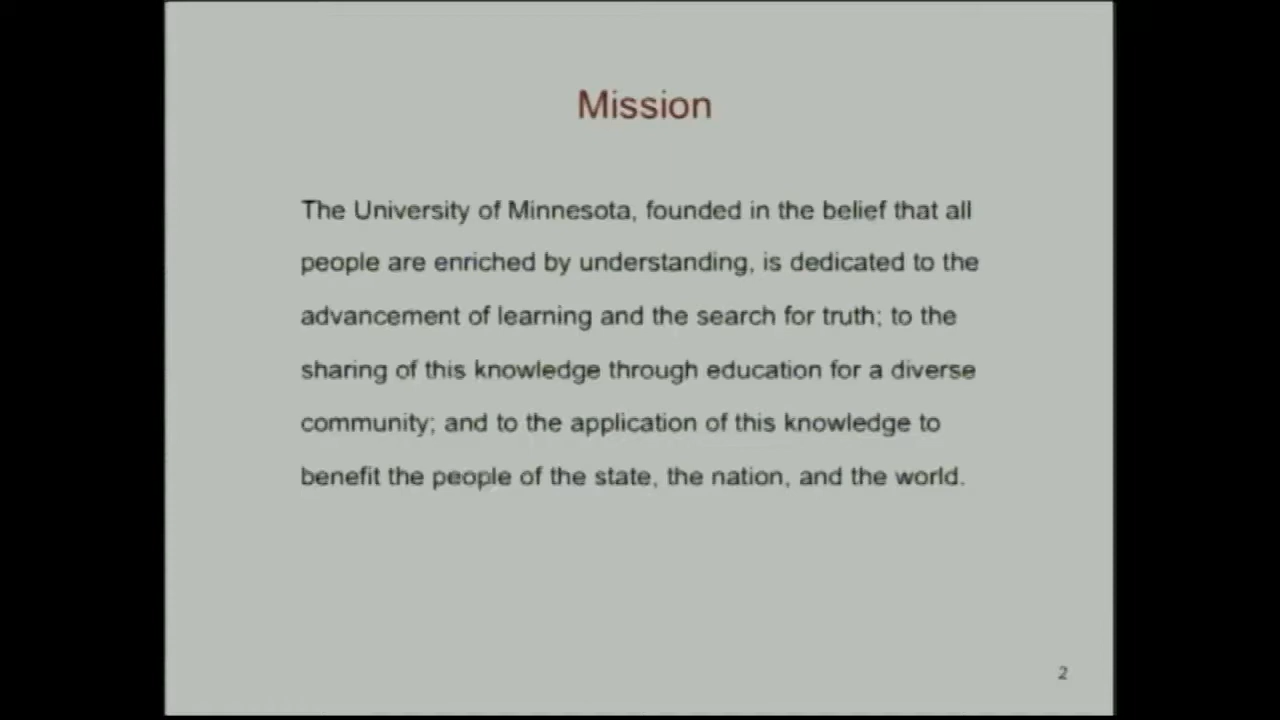 Mission
The University of Minnesota, founded in the belief that all
people are enriched by understanding, is dedicated to the
advancement of learning and the search for truth; to the
sharing of this knowledge through education for a diverse
community; and to the application of this knowledge to
benefit the people of the state, the nation, and the world.
2